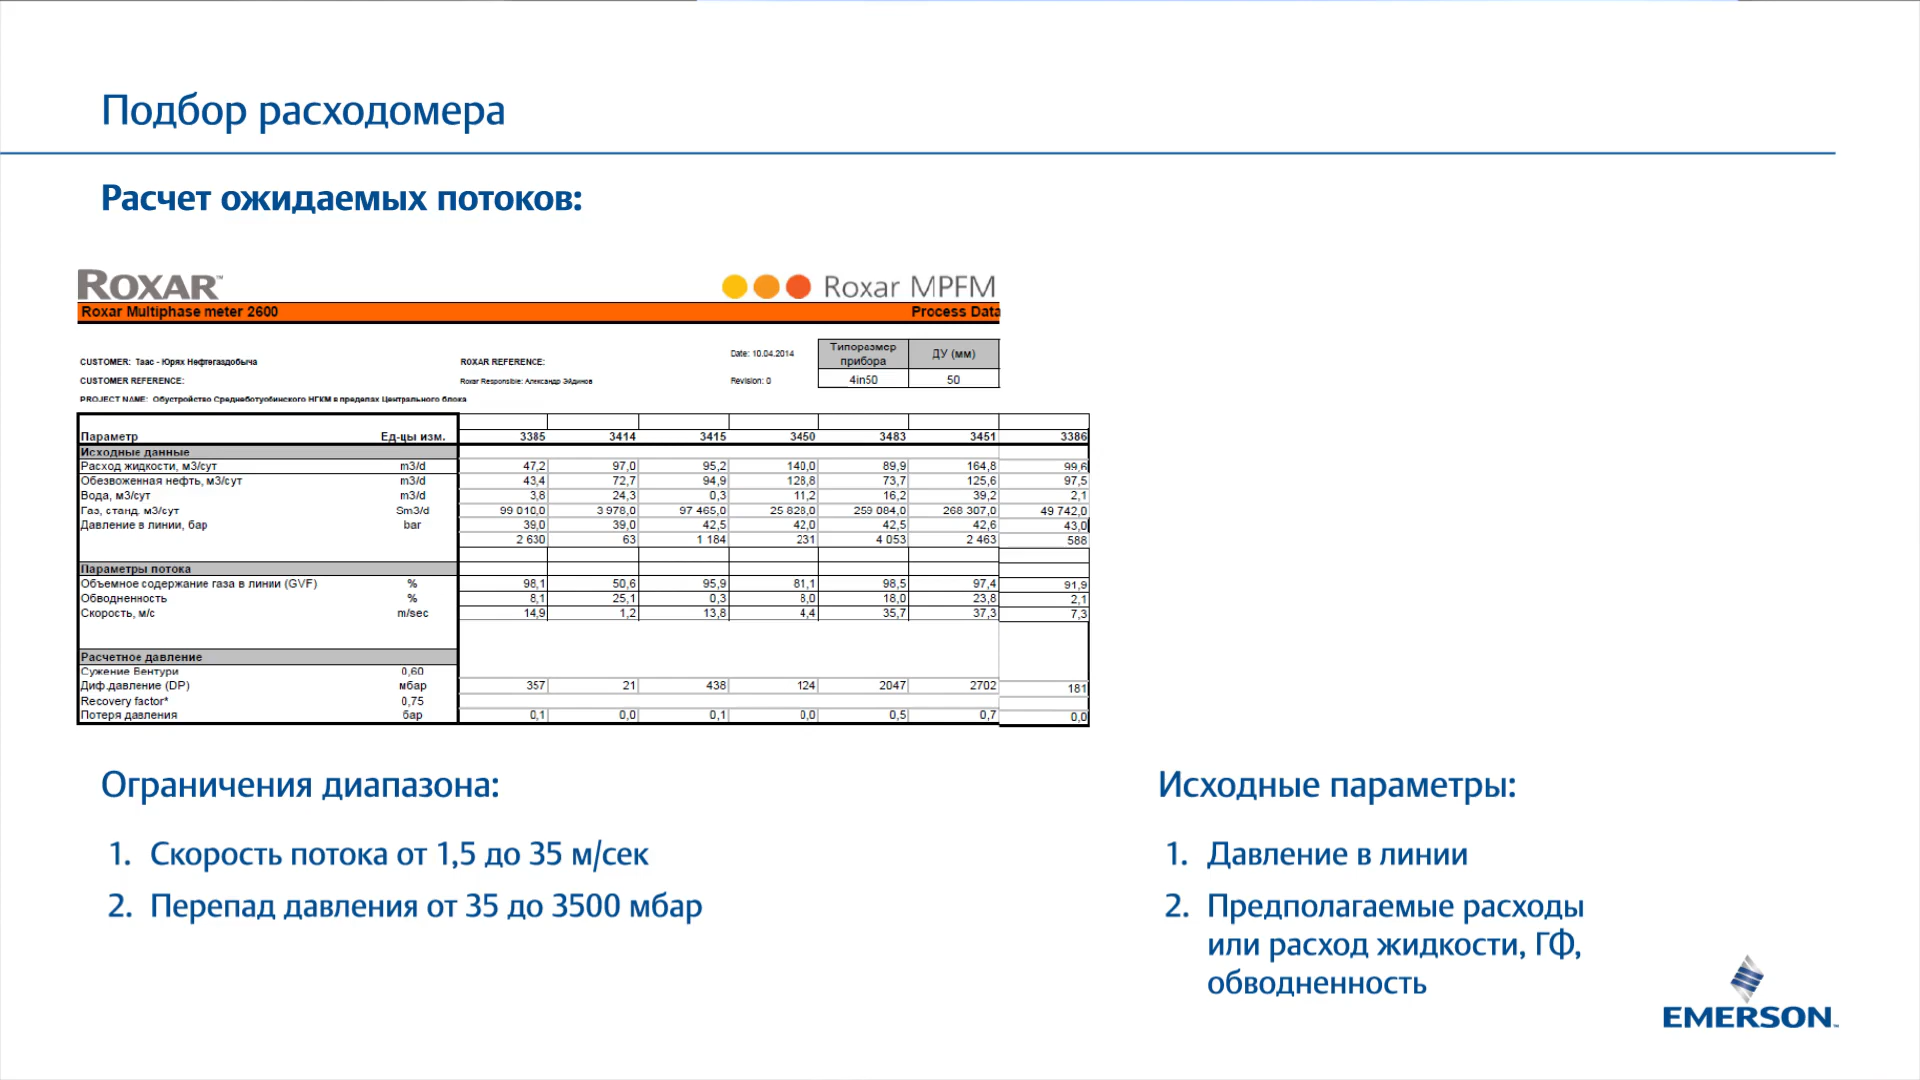 Подбор расходомера
Расчет ожидаемых потоков:
ROXAR™ Roxar MPFM
Roxar Multiphase meter 2600 Process Data
CUSTOMER: Таас - Юрях Нефтегаздобыча ROXAR REFERENCE: Date: 10.04.2014 Типоразмер прибора ДУ (мм)
CUSTOMER REFERENCE: Roxar Responsible: Александр Эйдинов Revision: 0 4in50 50
PROJECT NAME: Обустройство Среднеботуобинского НГКМ в пределах Центрального блока
Параметр Ед-цы изм. 3385 3414 3415 3450 3483 3451 3386
Исходные данные
Расход жидкости, м3/сут m3/d 47,2 97,0 95,2 140,0 89,9 164,8 99,6
Обезвоженная нефть, м3/сут m3/d 43,4 72,7 94,9 128,8 73,7 125,6 97,5
Вода, м3/сут m3/d 3,8 24,3 0,3 11,2 16,2 39,2 2,1
Газ, станд. м3/сут Sm3/d 99 010,0 3 978,0 97 465,0 25 828,0 259 084,0 268 307,0 49 742,0
Давление в линии, бар bar 39,0 39,0 42,5 42,0 42,5 42,6 43,0
2 630 63 1 184 231 4 053 2 463 588
Параметры потока
Объемное содержание газа в линии (GVF) % 98,1 50,6 95,9 81,1 98,5 97,4 91,9
Обводненность % 8,1 25,1 0,3 8,0 18,0 23,8 2,1
Скорость, м/с m/sec 14,9 1,2 13,8 4,4 35,7 37,3 7,3
Расчетное давление
Сужение Вентури 0,60
Диф.давление (DP) мбар 357 21 438 124 2047 2702 181
Recovery factor* 0,75
Потеря давления бар 0,1 0,0 0,1 0,0 0,5 0,7 0,0
Ограничения диапазона:
1. Скорость потока от 1,5 до 35 м/сек
2. Перепад давления от 35 до 3500 мбар
Исходные параметры:
1. Давление в линии
2. Предполагаемые расходы
или расход жидкости, ГФ,
обводненность
EMERSON™